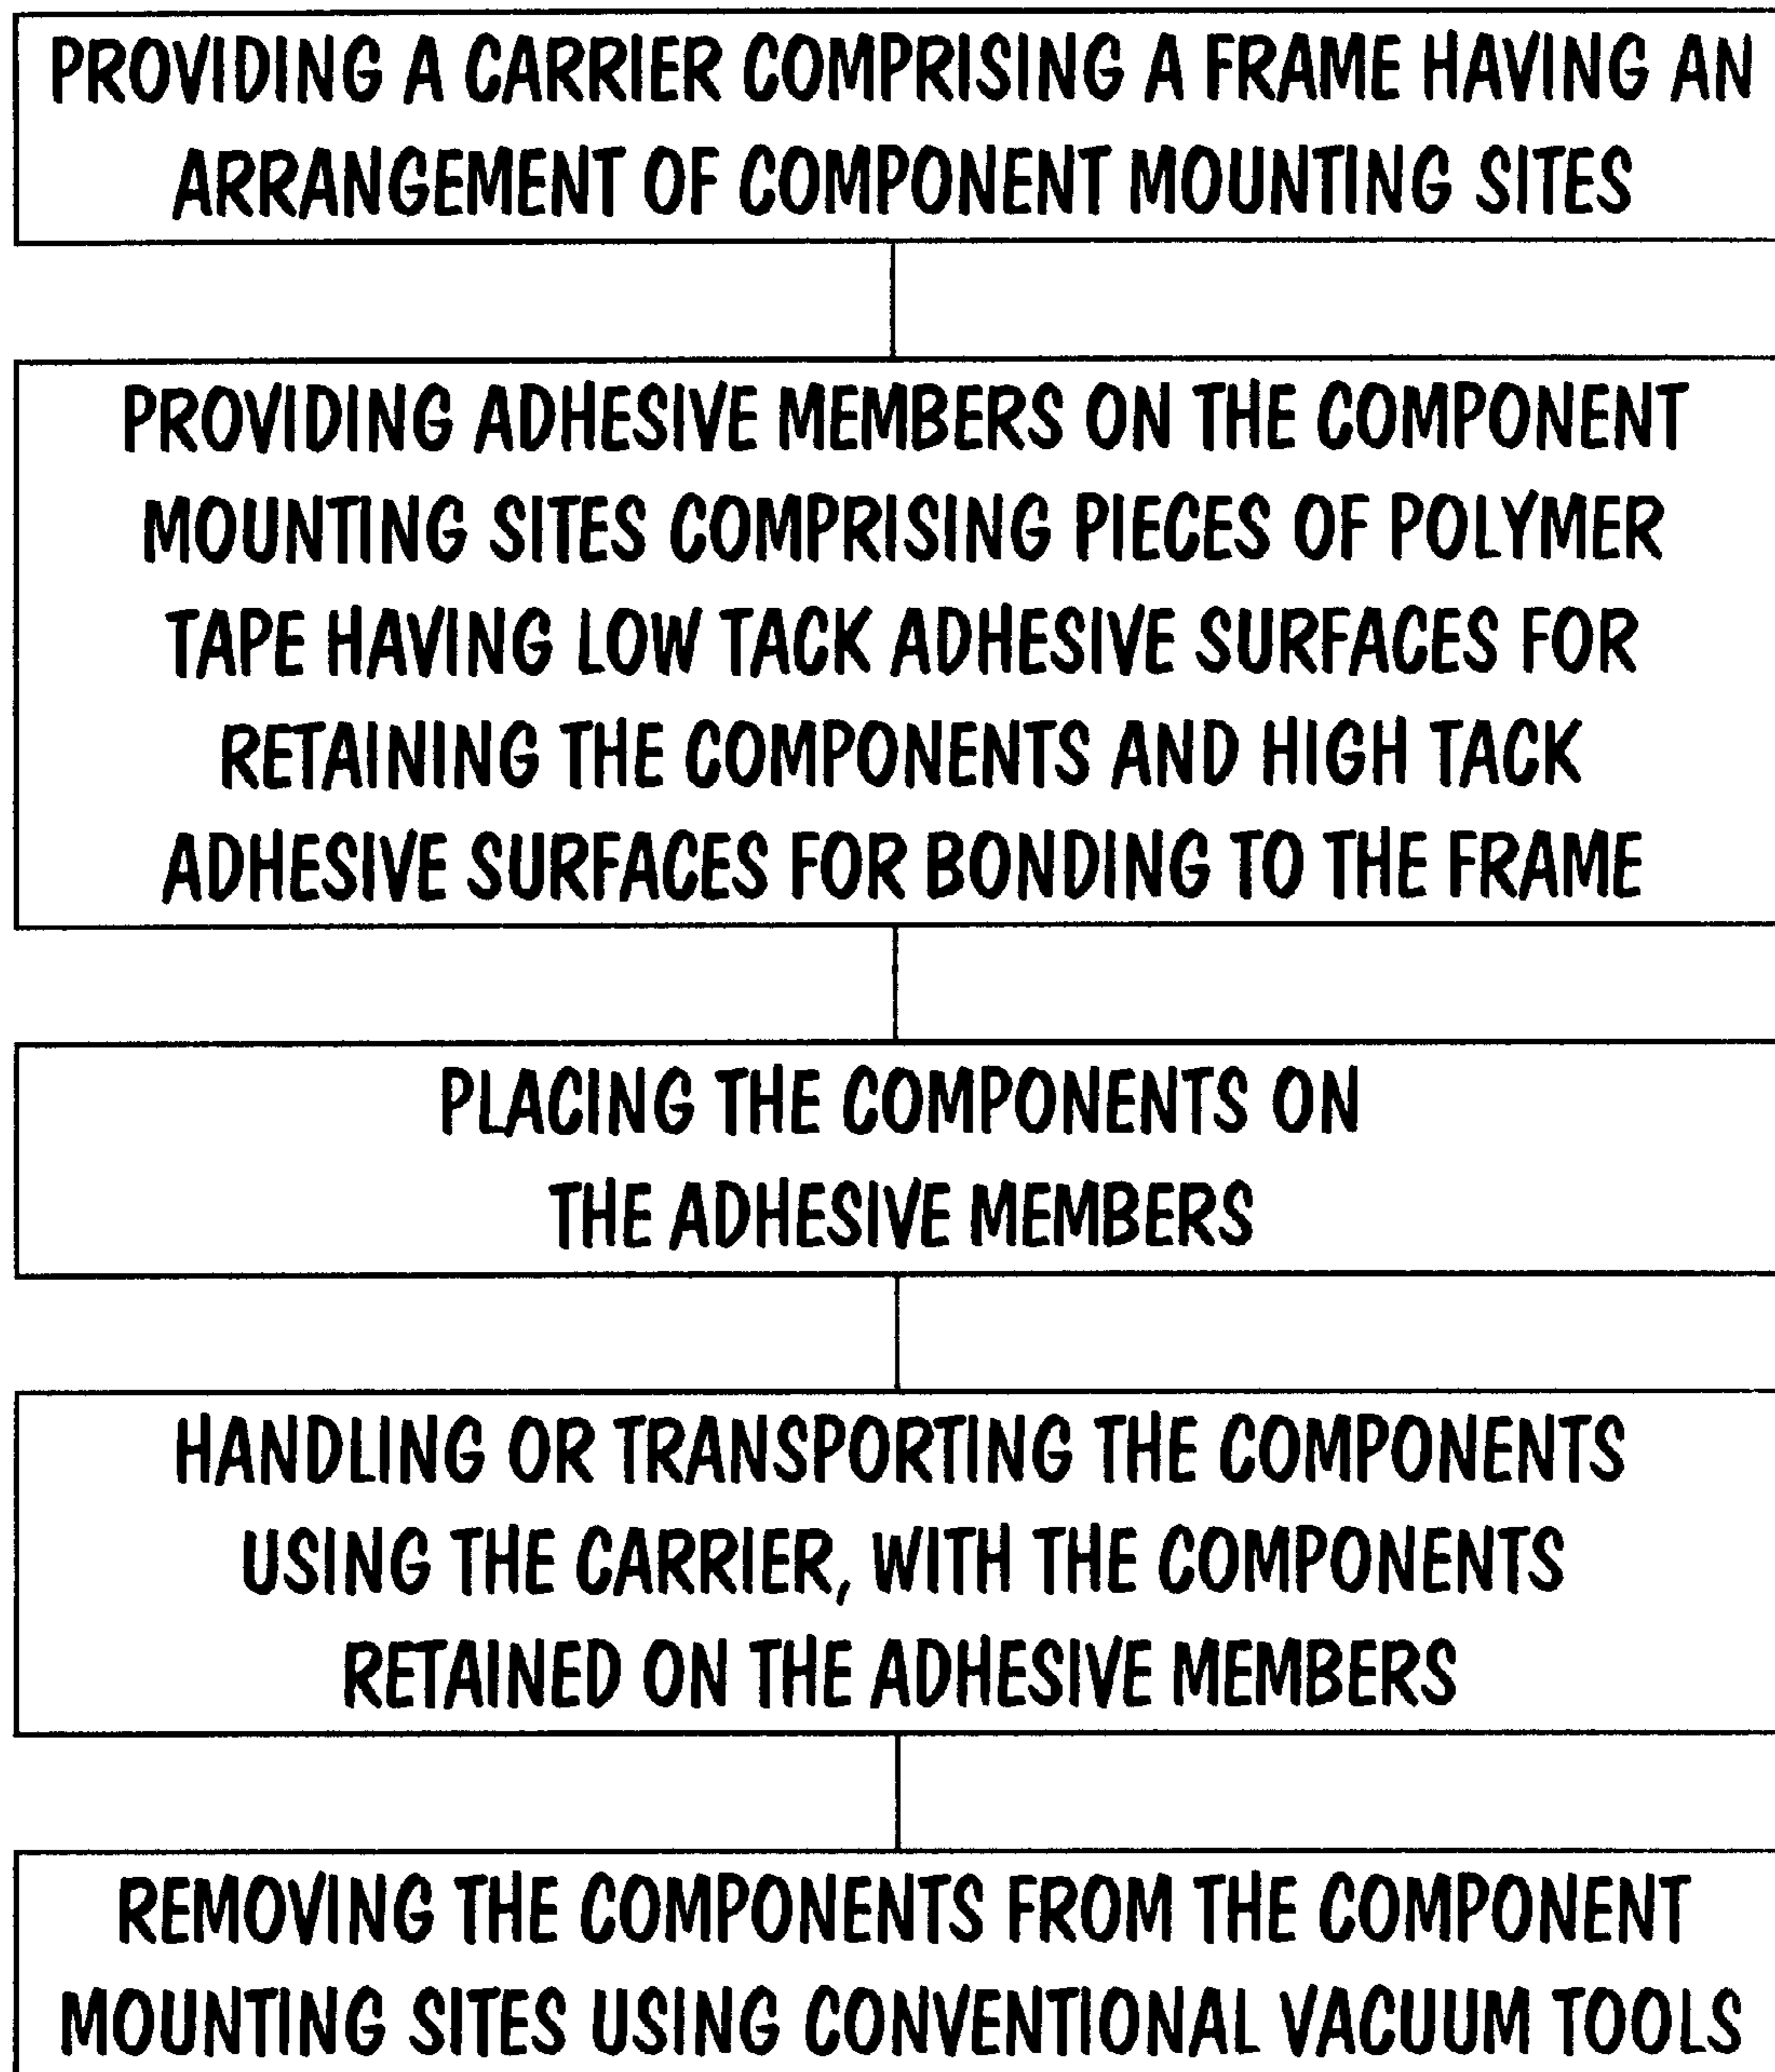 PROVIDING A CARRIER COMPRISING A FRAME HAVING AN
ARRANGEMENT OF COMPONENT MOUNTING SITES
PROVIDING ADHESIVE MEMBERS ON THE COMPONENT
MOUNTING SITES COMPRISING PIECES OF POLYMER
TAPE HAVING LOW TACK ADHESIVE SURFACES FOR
RETAINING THE COMPONENTS AND HIGH TACK
ADHESIVE SURFACES FOR BONDING TO THE FRAME
PLACING THE COMPONENTS ON
THE ADHESIVE MEMBERS
HANDLING OR TRANSPORTING THE COMPONENTS
USING THE CARRIER, WITH THE COMPONENTS
RETAINED ON THE ADHESIVE MEMBERS
REMOVING THE COMPONENTS FROM THE COMPONENT
MOUNTING SITES USING CONVENTIONAL VACUUM TOOLS